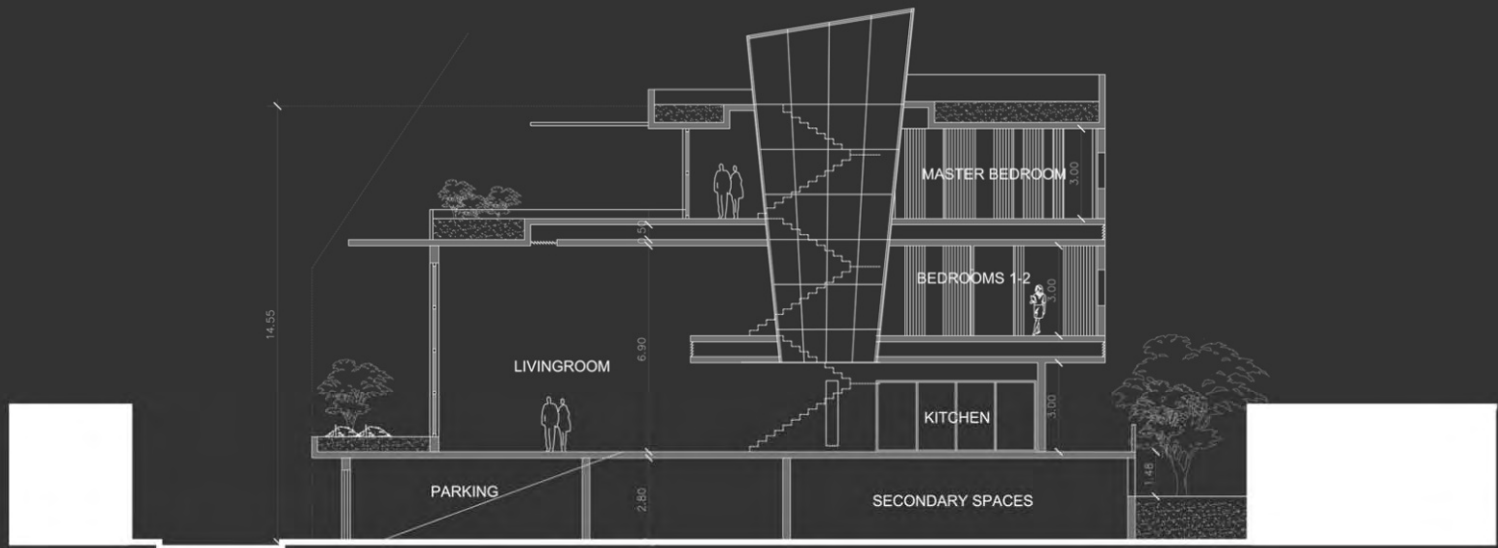 MASTER BEDROOM
3.00
0.50
BEDROOMS 1-2
3.00
14.55
6.90
LIVINGROOM
KITCHEN
3.00
1.48
PARKING
2.80
SECONDARY SPACES